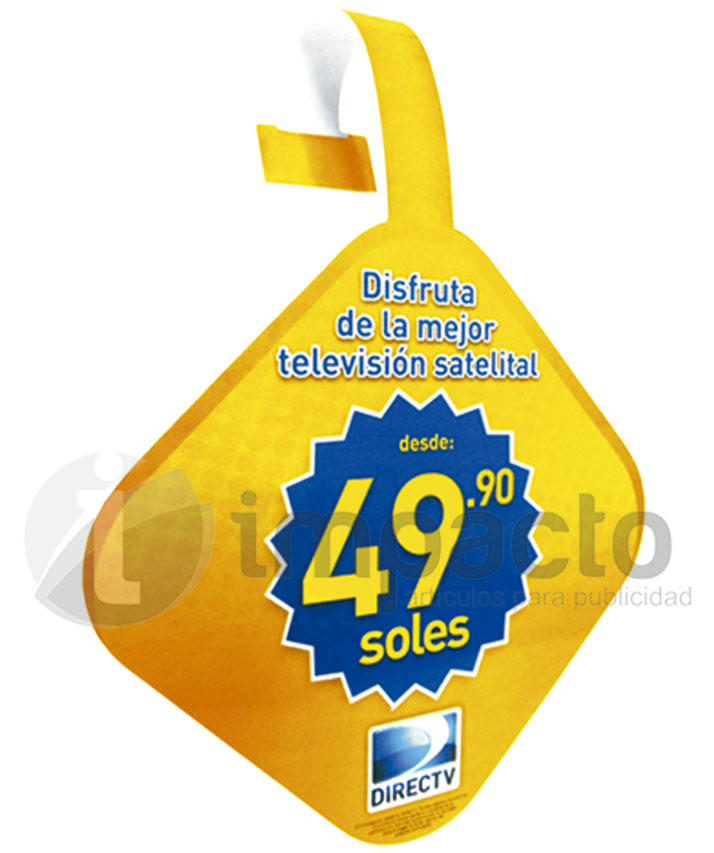 Disfruta
de la mejor
televisión satelital
desde:
49.90
soles
impacto
artículos para publicidad
DIRECTV